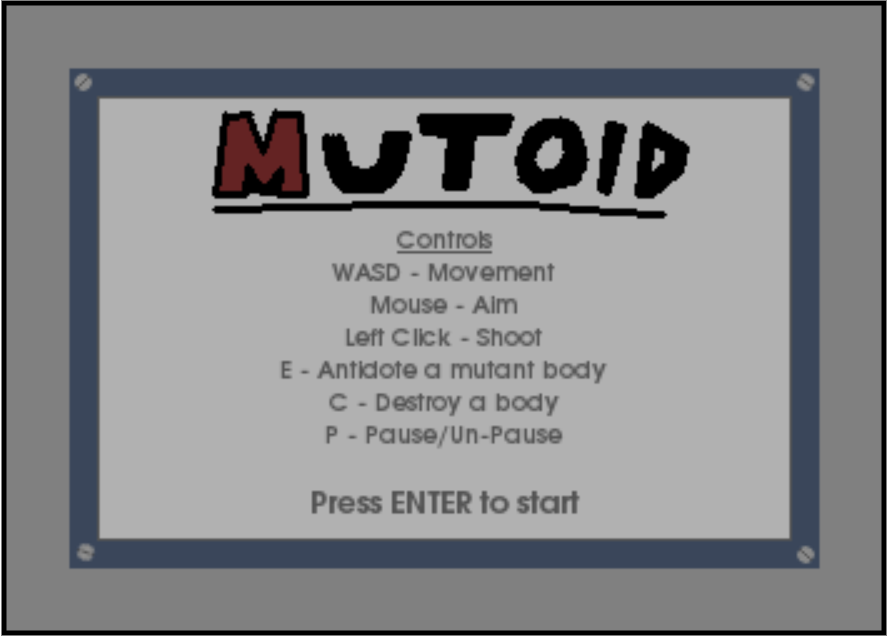 MUTOID
Controls
WASD - Movement
Mouse - Aim
Left Click - Shoot
E - Antidote a mutant body
C - Destroy a body
P - Pause/Un-Pause
Press ENTER to start